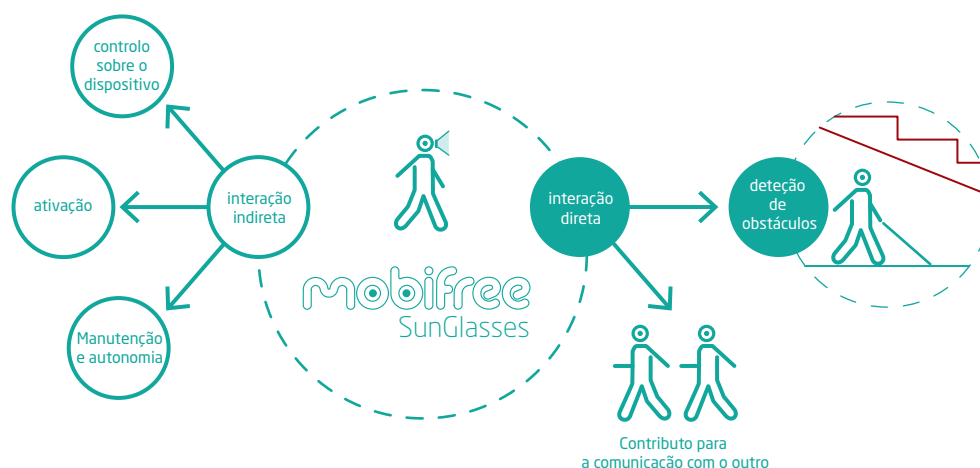 controlo
sobre o
dispositivo
ativação
interação
indireta
Manutenção
e autonomia
mobifree
SunGlasses
interação
direta
deteção
de
obstáculos
Contributo para
a comunicação com o outro